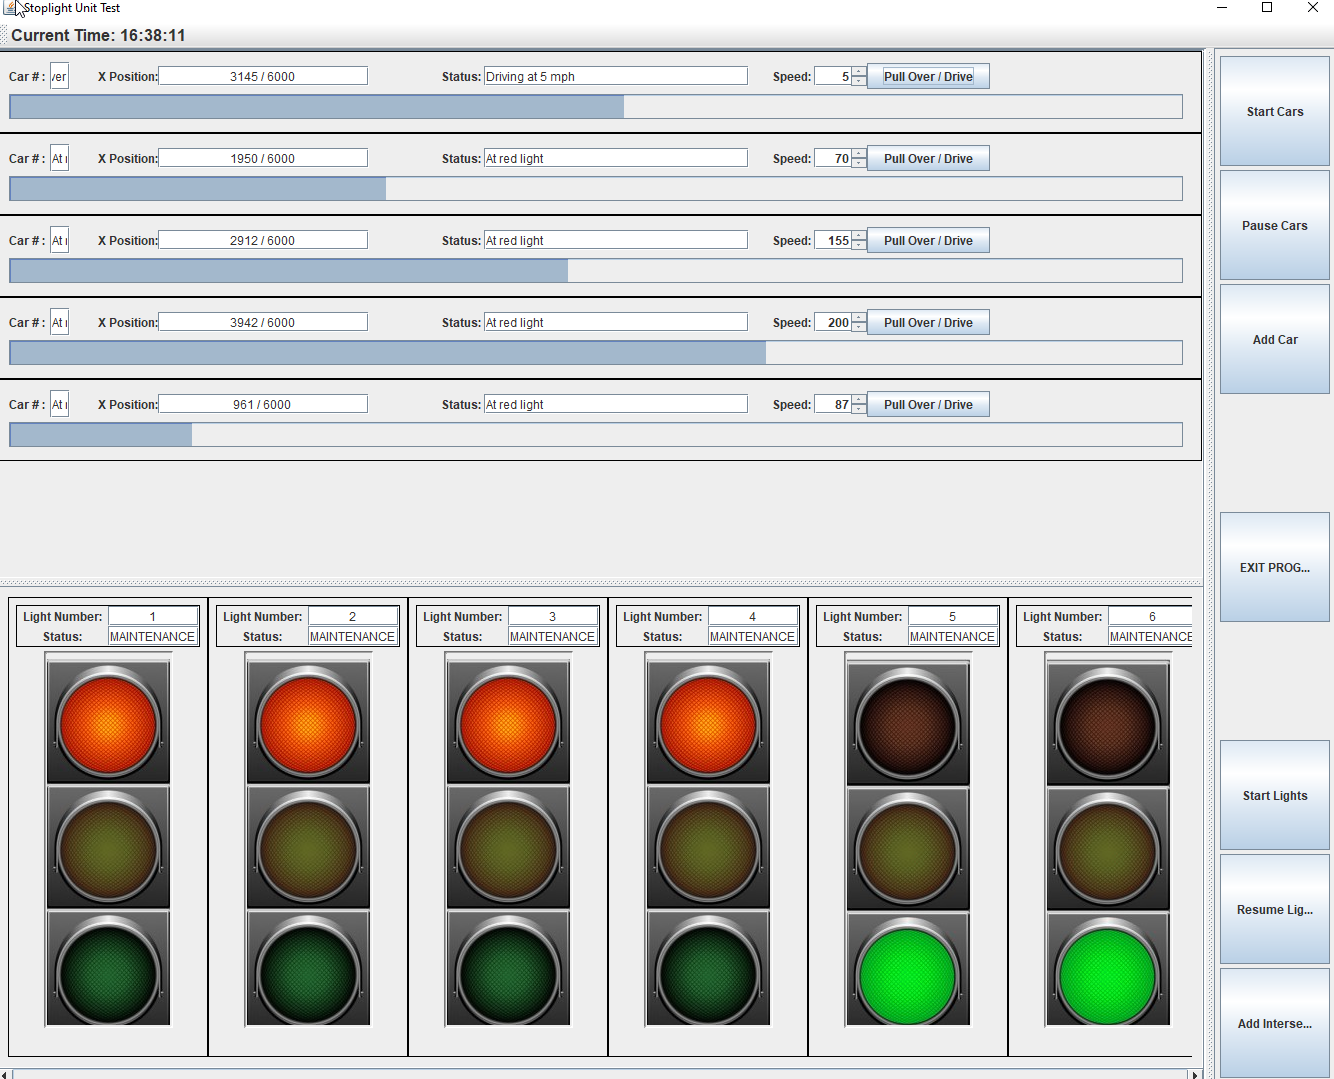 Stoplight Unit Test
Current Time: 16:38:11
Car # : ver X Position: 3145 / 6000 Status: Driving at 5 mph Speed: 5 Pull Over / Drive
Car # : At X Position: 1950 / 6000 Status: At red light Speed: 70 Pull Over / Drive
Car # : At X Position: 2912 / 6000 Status: At red light Speed: 155 Pull Over / Drive
Car # : At X Position: 3942 / 6000 Status: At red light Speed: 200 Pull Over / Drive
Car # : At X Position: 961 / 6000 Status: At red light Speed: 87 Pull Over / Drive
Start Cars
Pause Cars
Add Car
EXIT PROG...
Start Lights
Resume Lig...
Add Interse...
Light Number: 1
Status: MAINTENANCE
Light Number: 2
Status: MAINTENANCE
Light Number: 3
Status: MAINTENANCE
Light Number: 4
Status: MAINTENANCE
Light Number: 5
Status: MAINTENANCE
Light Number: 6
Status: MAINTENANCE